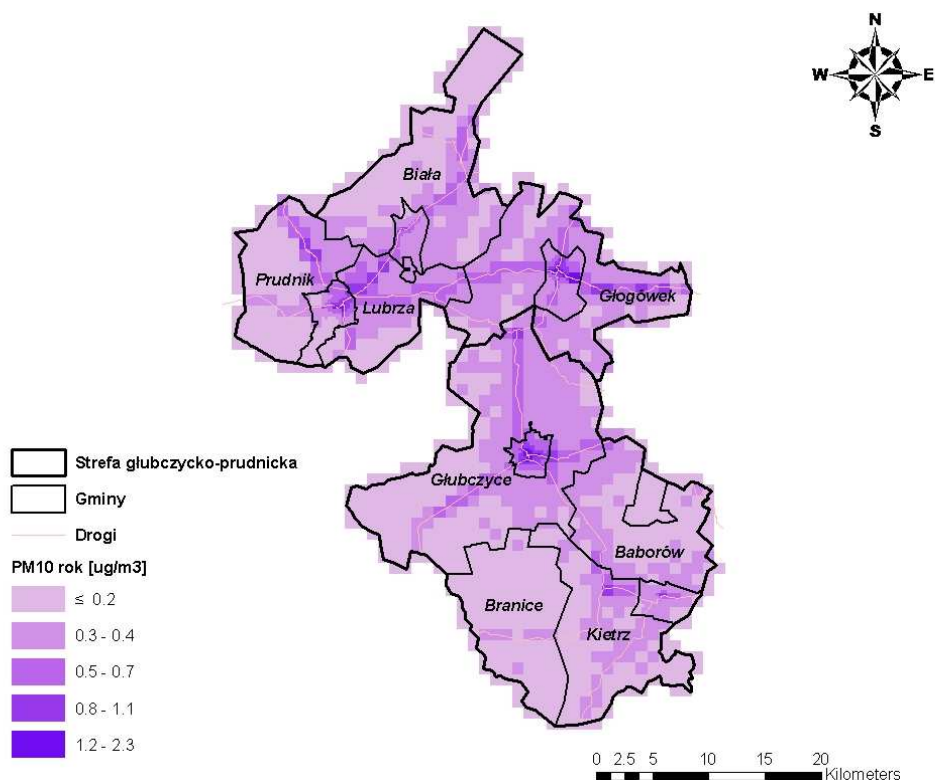 N
W E
S
Biała
Prudnik
Lubrza
Głogówek
Głubczyce
Baborów
Branice
Kietrz
Strefa głubczycko-prudnicka
Gminy
Drogi
PM10 rok [ug/m3]
≤ 0.2
0.3 - 0.4
0.5 - 0.7
0.8 - 1.1
1.2 - 2.3
0 2.5 5 10 15 20
Kilometers